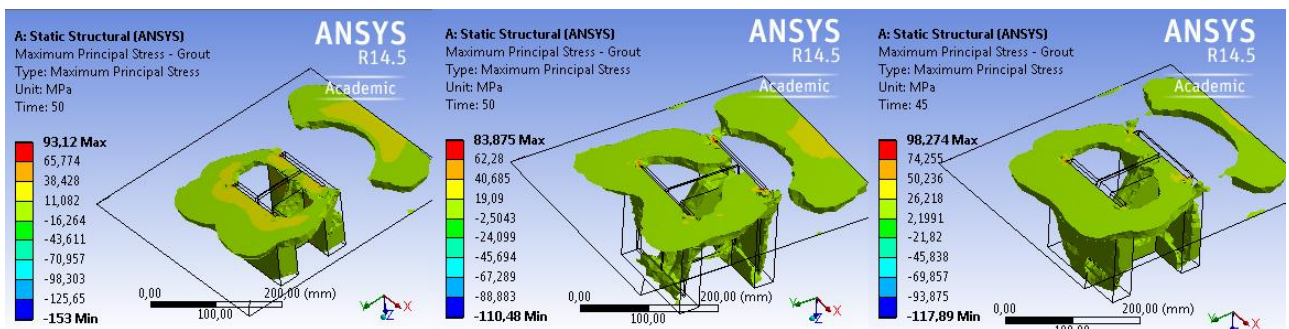 A: Static Structural (ANSYS)
Maximum Principal Stress - Grout
Type: Maximum Principal Stress
Unit: MPa
Time: 50
ANSYS
R14.5
Academic
93,12 Max
65,774
38,428
11,082
-16,264
-43,611
-70,957
-98,303
-125,65
-153 Min
0,00
200,00 (mm)
100,00
Y
X
Z
A: Static Structural (ANSYS)
Maximum Principal Stress - Grout
Type: Maximum Principal Stress
Unit: MPa
Time: 50
ANSYS
R14.5
Academic
83,875 Max
62,28
40,685
19,09
-2,5043
-24,099
-45,694
-67,289
-88,883
-110,48 Min
0,00
200,00 (mm)
100,00
Y
X
Z
A: Static Structural (ANSYS)
Maximum Principal Stress - Grout
Type: Maximum Principal Stress
Unit: MPa
Time: 45
ANSYS
R14.5
Academic
98,274 Max
74,255
50,236
26,218
2,1991
-21,82
-45,838
-69,857
-93,875
-117,89 Min
0,00
200,00 (mm)
100,00
Y
X